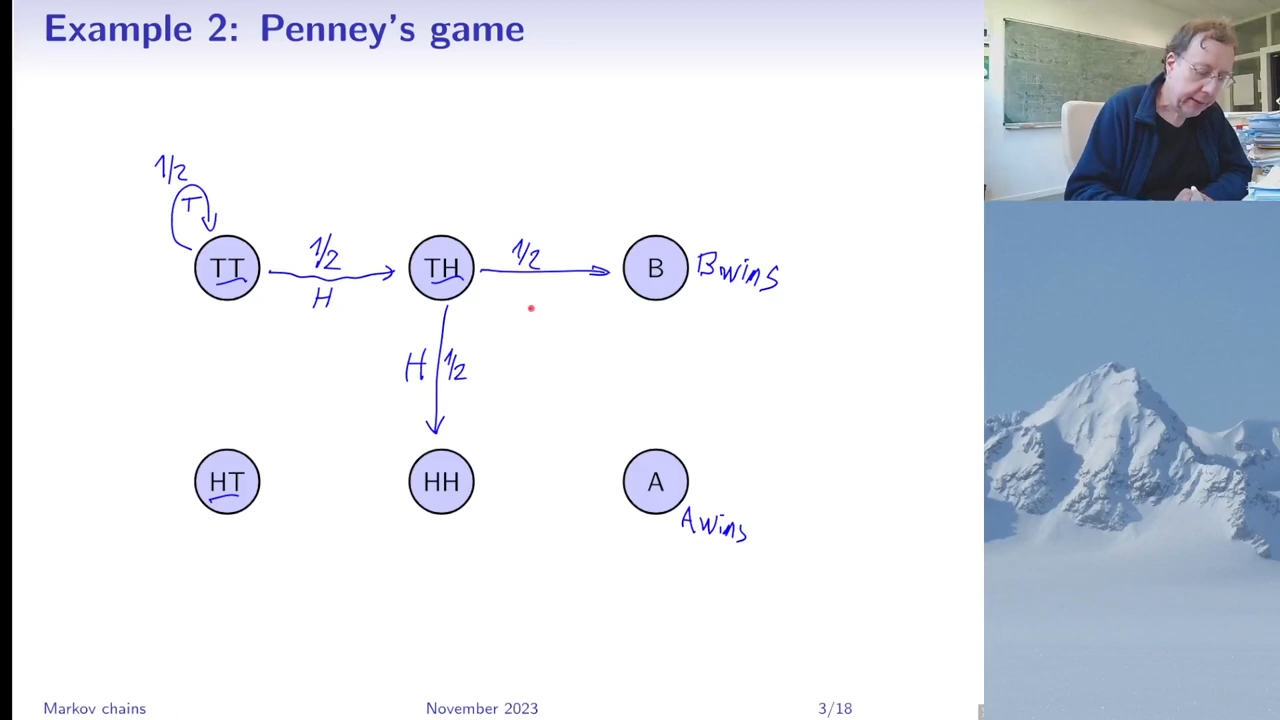 Example 2: Penney's game
1/2
T
TT
1/2
H
TH
1/2
B
B wins
H
1/2
HT
HH
A
A wins
Markov chains
November 2023
3/18